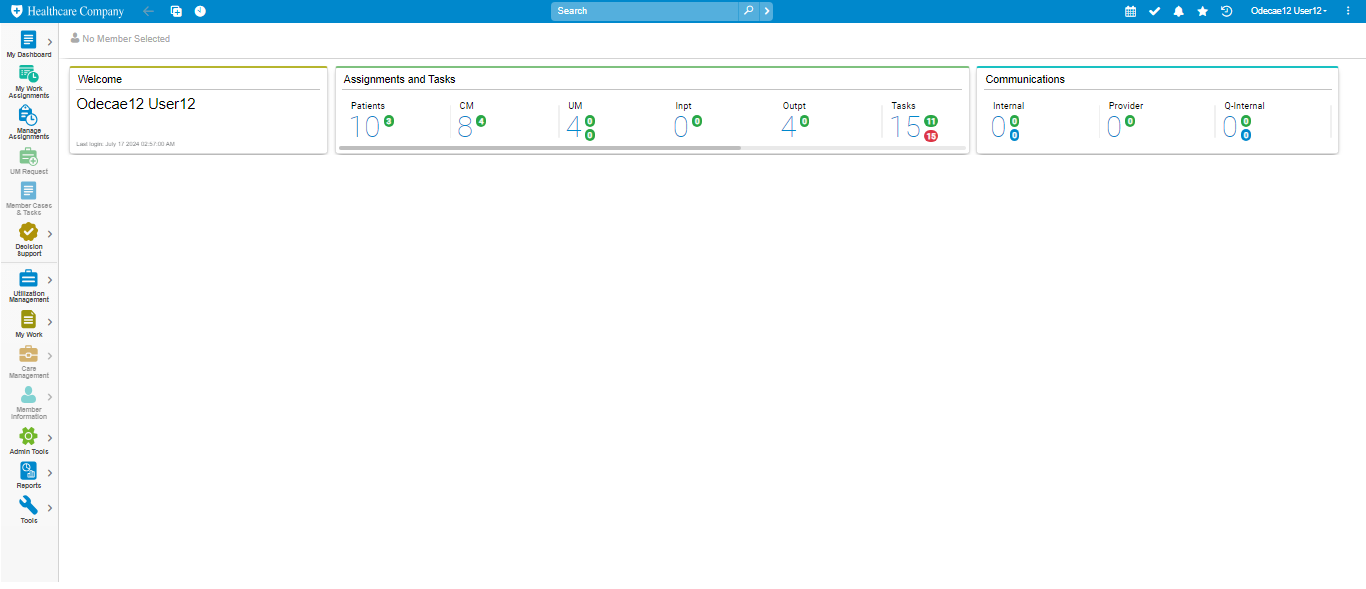 Healthcare Company
Search
Odecae12 User12
My Dashboard
My Work
Assignments
Manage
Assignments
UM Request
Member Cases
& Tasks
Decision
Support
Utilization
Management
My Work
Care
Management
Member
Information
Admin Tools
Reports
Tools
No Member Selected
Welcome
Odecae12 User12
Last login: July 17 2024 02:57:00 AM
Assignments and Tasks
Patients
10 3
CM
8 4
UM
4 0
0
Inpt
0 0
Outpt
4 0
Tasks
15 11
15
Communications
Internal
0 0
0
Provider
0 0
Q-Internal
0 0
0